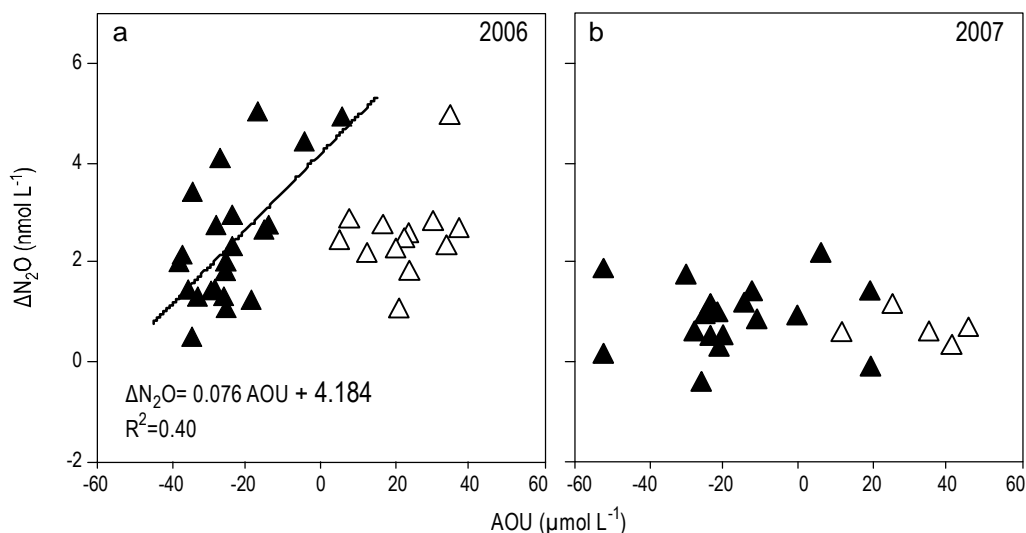 a 2006
b 2007
6
4
2
0
-2
ΔN₂O (nmol L⁻¹)
ΔN₂O= 0.076 AOU + 4.184
R²=0.40
-60 -40 -20 0 20 40 60
-60 -40 -20 0 20 40 60
AOU (µmol L⁻¹)